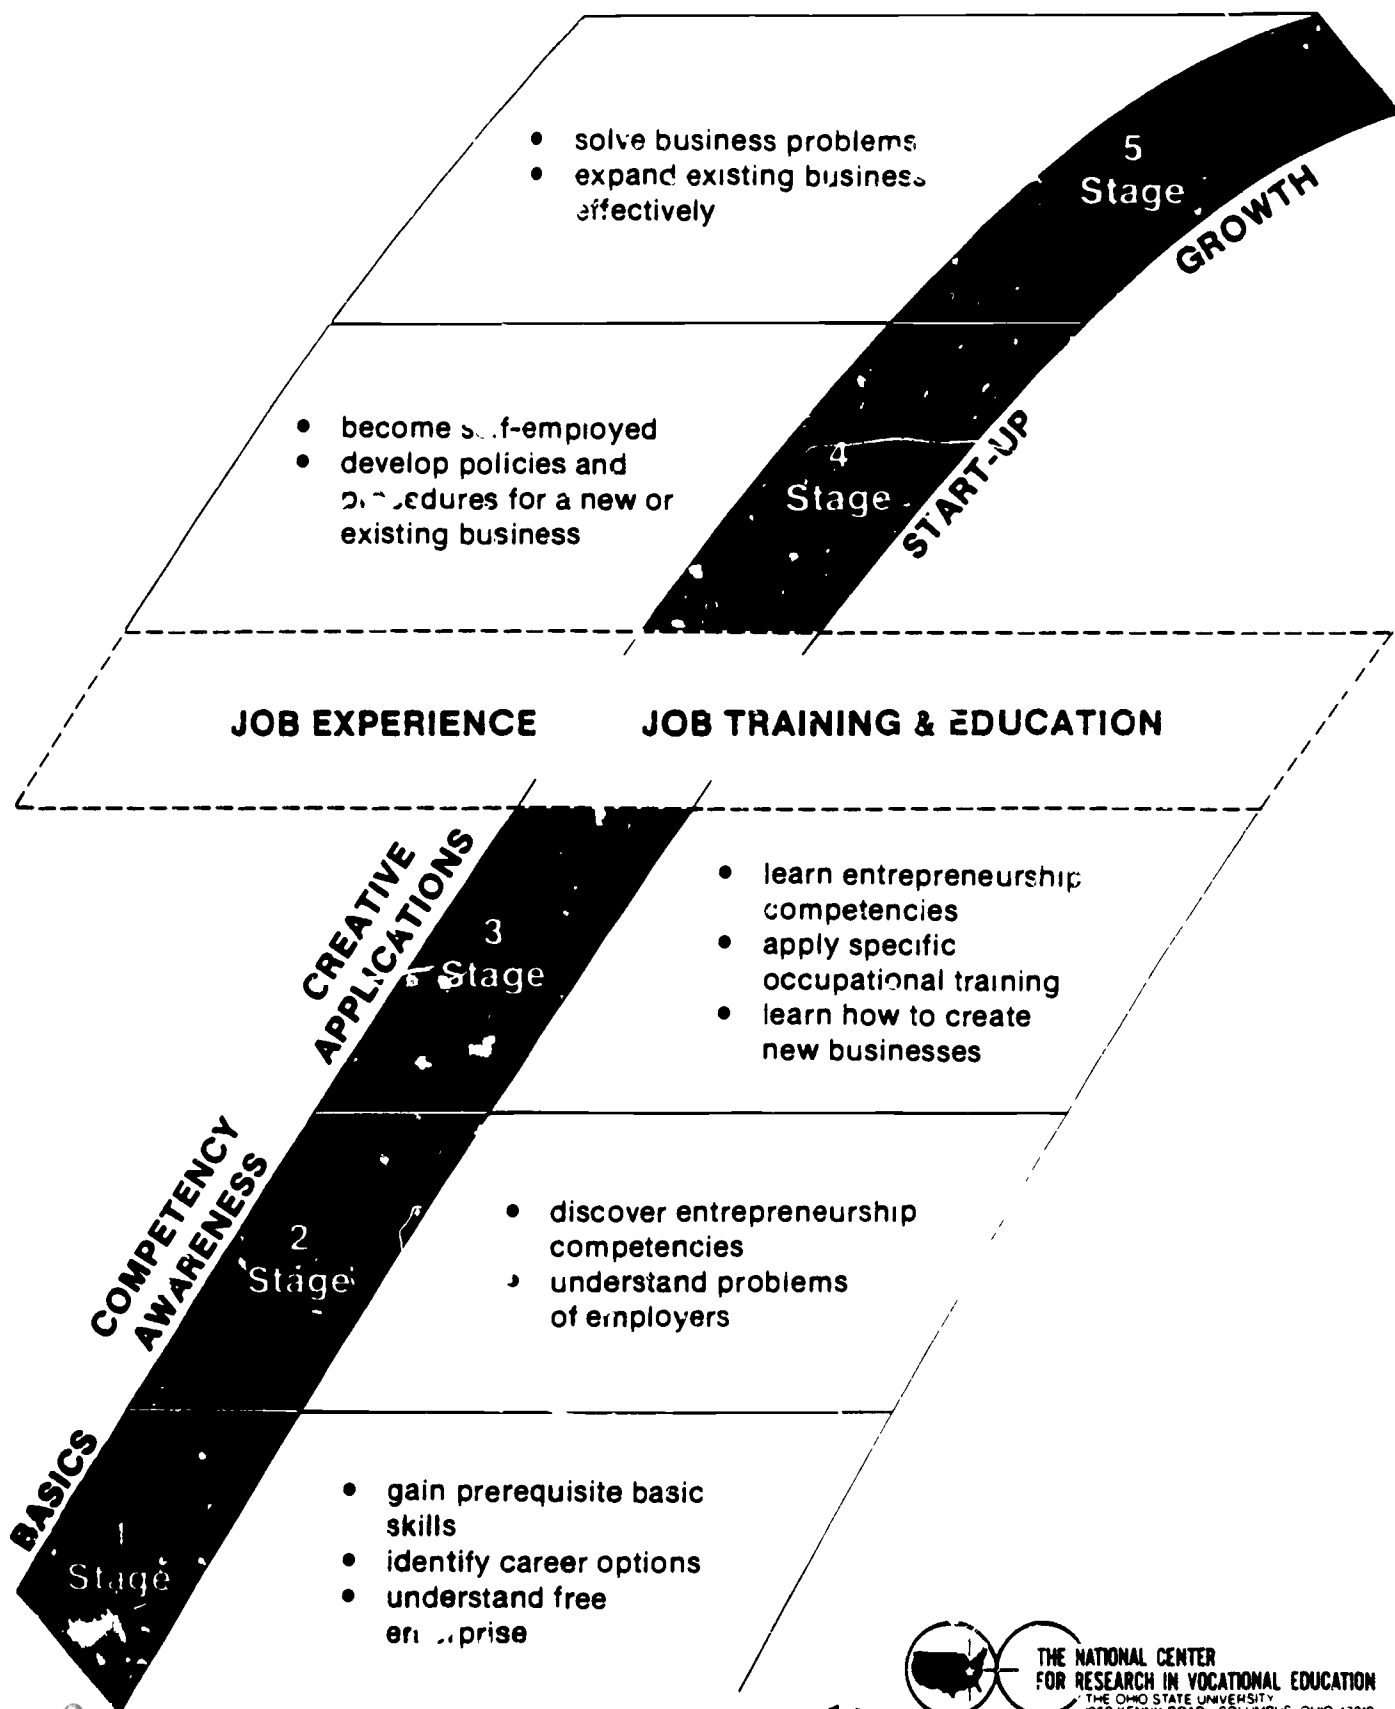 • solve business problems
• expand existing business
effectively
5
Stage
GROWTH
• become self-employed
• develop policies and
procedures for a new or
existing business
4
Stage
START-UP
JOB EXPERIENCE JOB TRAINING & EDUCATION
CREATIVE
APPLICATIONS
3
Stage
• learn entrepreneurship
competencies
• apply specific
occupational training
• learn how to create
new businesses
COMPETENCY
AWARENESS
2
Stage
• discover entrepreneurship
competencies
• understand problems
of employers
BASICS
1
Stage
• gain prerequisite basic
skills
• identify career options
• understand free
enterprise
THE NATIONAL CENTER
FOR RESEARCH IN VOCATIONAL EDUCATION
THE OHIO STATE UNIVERSITY